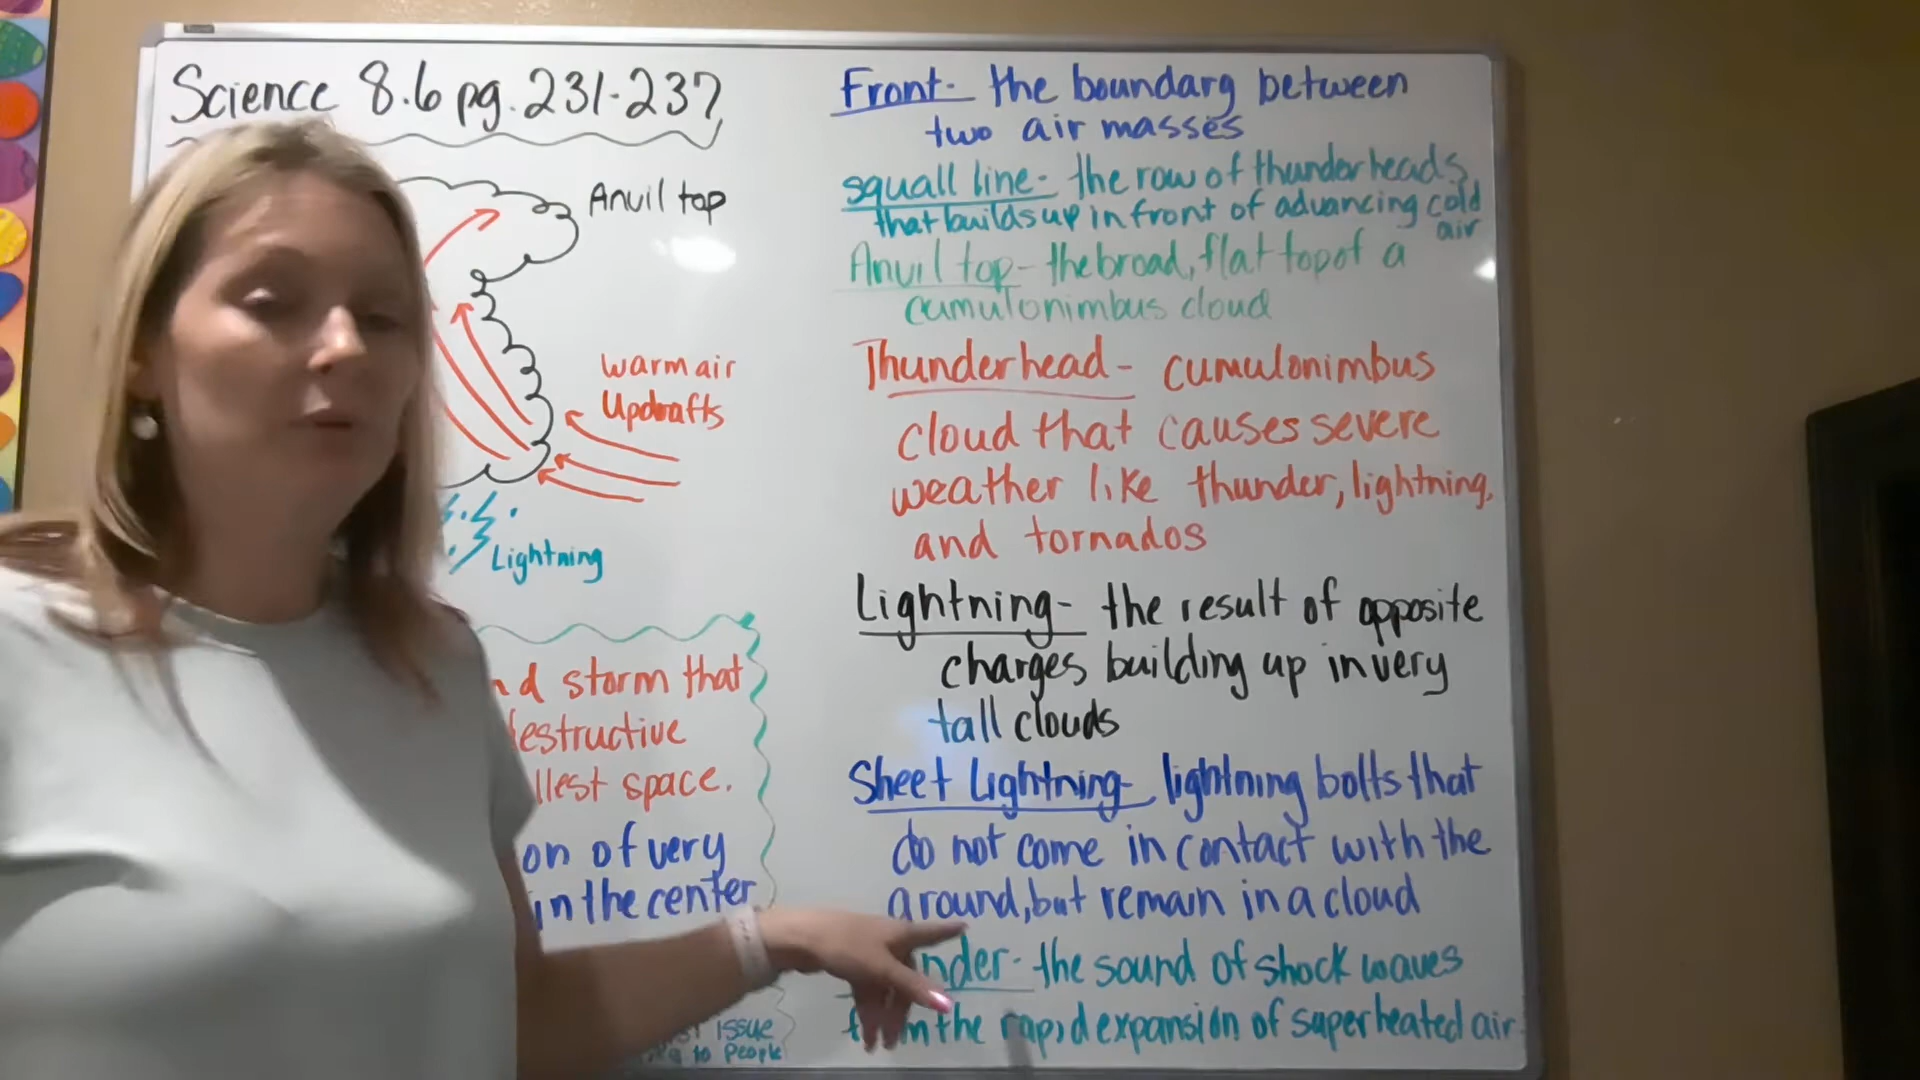 Science 8.6 pg. 231-237
Anvil top
warm air
Updrafts
Lightning
storm that
space.
of very
in the center
issue
to People
Front- the boundary between
two air masses
squall line- the row of thunderheads
that builds up in front of advancing cold
air
Anvil top- the broad, flat top of a
cumulonimbus cloud
Thunderhead- cumulonimbus
cloud that causes severe
weather like thunder, lightning,
and tornados
Lightning- the result of opposite
charges building up in very
tall clouds
Sheet Lightning- lightning bolts that
do not come in contact with the
ground, but remain in a cloud
the sound of shock waves
the rapid expansion of superheated air